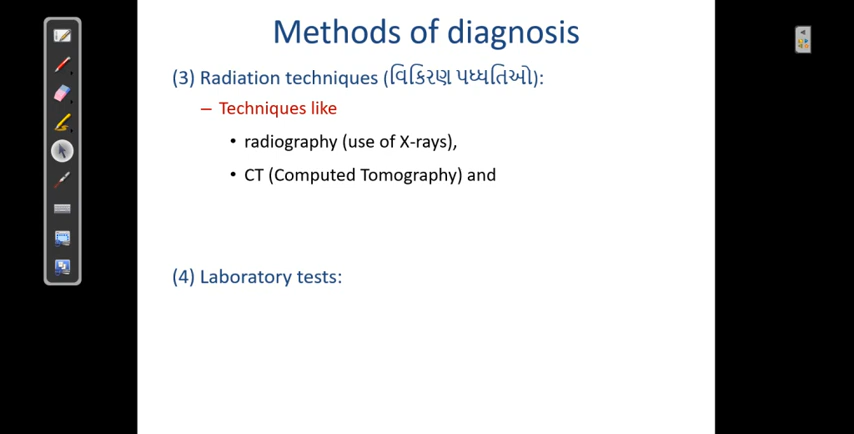 Methods of diagnosis
(3) Radiation techniques (વિકિરણ પધ્ધતિઓ):
– Techniques like
• radiography (use of X-rays),
• CT (Computed Tomography) and
(4) Laboratory tests: